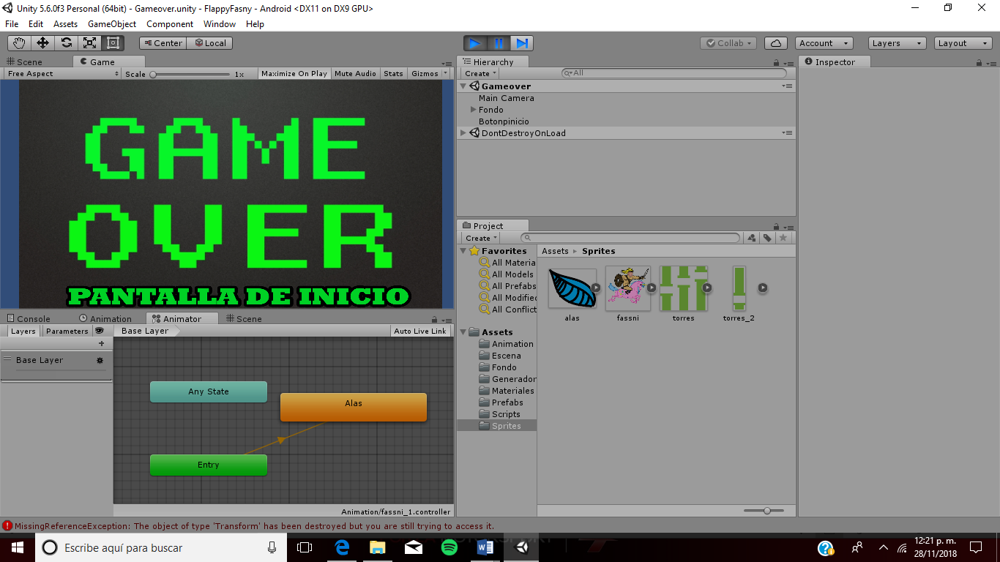 Unity 5.6.0f3 Personal (64bit) - Gameover.unity - FlappyFasny - Android <DX11 on DX9 GPU>
File Edit Assets GameObject Component Window Help
Center Local
Collab Account Layers Layout
Scene Game
Free Aspect Scale 1x Maximize On Play Mute Audio Stats Gizmos
GAME
OVER
PANTALLA DE INICIO
Hierarchy
Create All
Gameover
Main Camera
Fondo
Botonpinicio
DontDestroyOnLoad
Inspector
Project
Create
Favorites
All Materia
All Models
All Prefabs
All Modified
All Conflict
Assets
Animation
Escena
Fondo
Generador
Materiales
Prefabs
Scripts
Sprites
Assets Sprites
alas fassni torres torres_2
Console Animation Animator Scene
Layers Parameters Base Layer Auto Live Link
+
Base Layer
Any State
Alas
Entry
Animation/fassni_1.controller
MissingReferenceException: The object of type 'Transform' has been destroyed but you are still trying to access it.
Escribe aquí para buscar
12:21 p. m.
28/11/2018